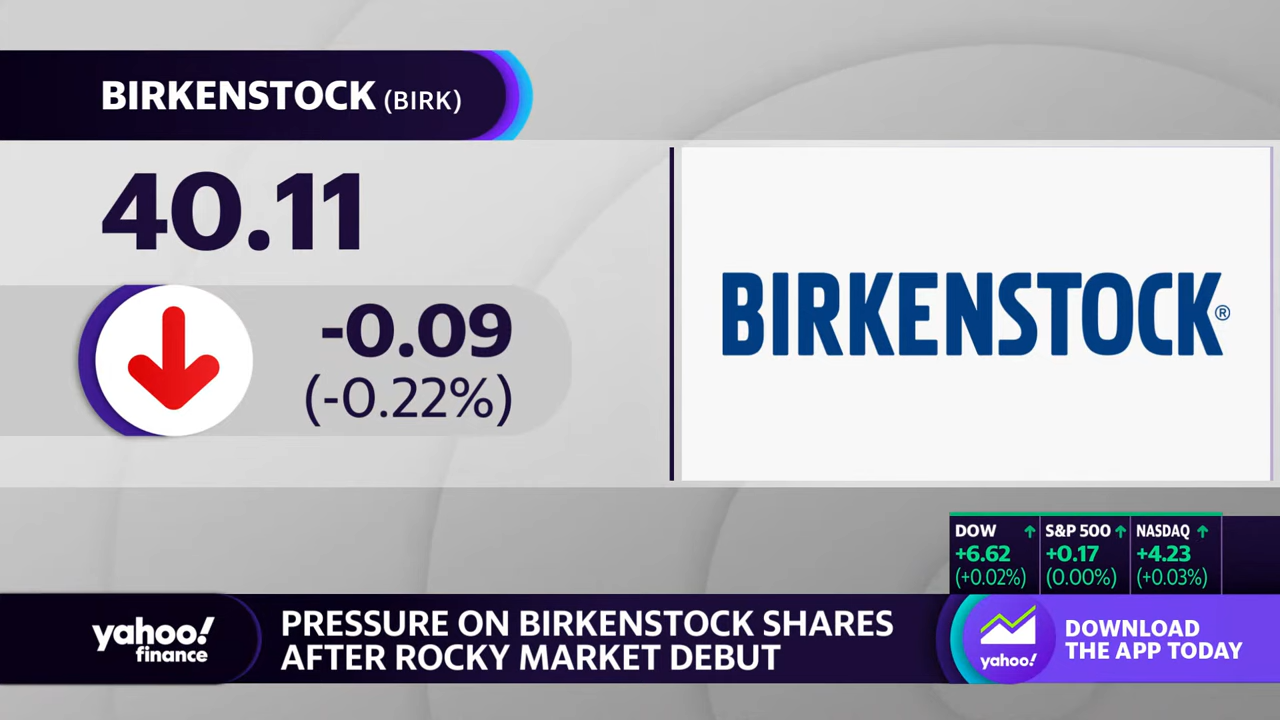 BIRKENSTOCK (BIRK)
40.11
-0.09
(-0.22%)
BIRKENSTOCK®
DOW
+6.62
(+0.02%)
S&P 500
+0.17
(0.00%)
NASDAQ
+4.23
(+0.03%)
yahoo!
finance
PRESSURE ON BIRKENSTOCK SHARES
AFTER ROCKY MARKET DEBUT
yahoo!
DOWNLOAD
THE APP TODAY